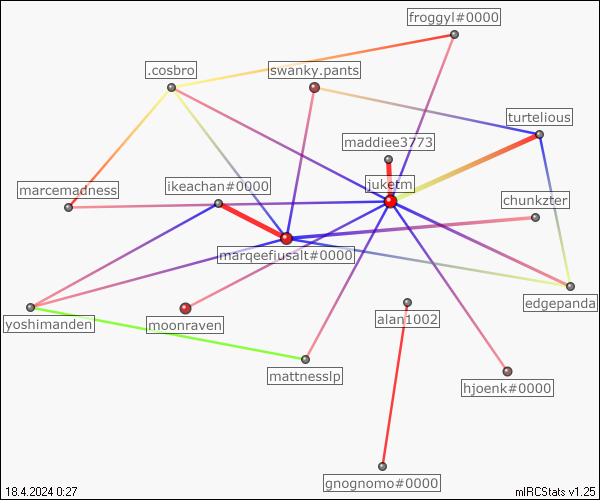 froggyl#0000
.cosbro
swanky.pants
turtelious
maddiee3773
juketm
marcemadness
ikeachan#0000
chunkzter
marqeefiusalt#0000
edgepanda
yoshimanden
moonraven
alan1002
mattnesslp
hjoenk#0000
gnognomo#0000
18.4.2024 0:27
mIRCStats v1.25